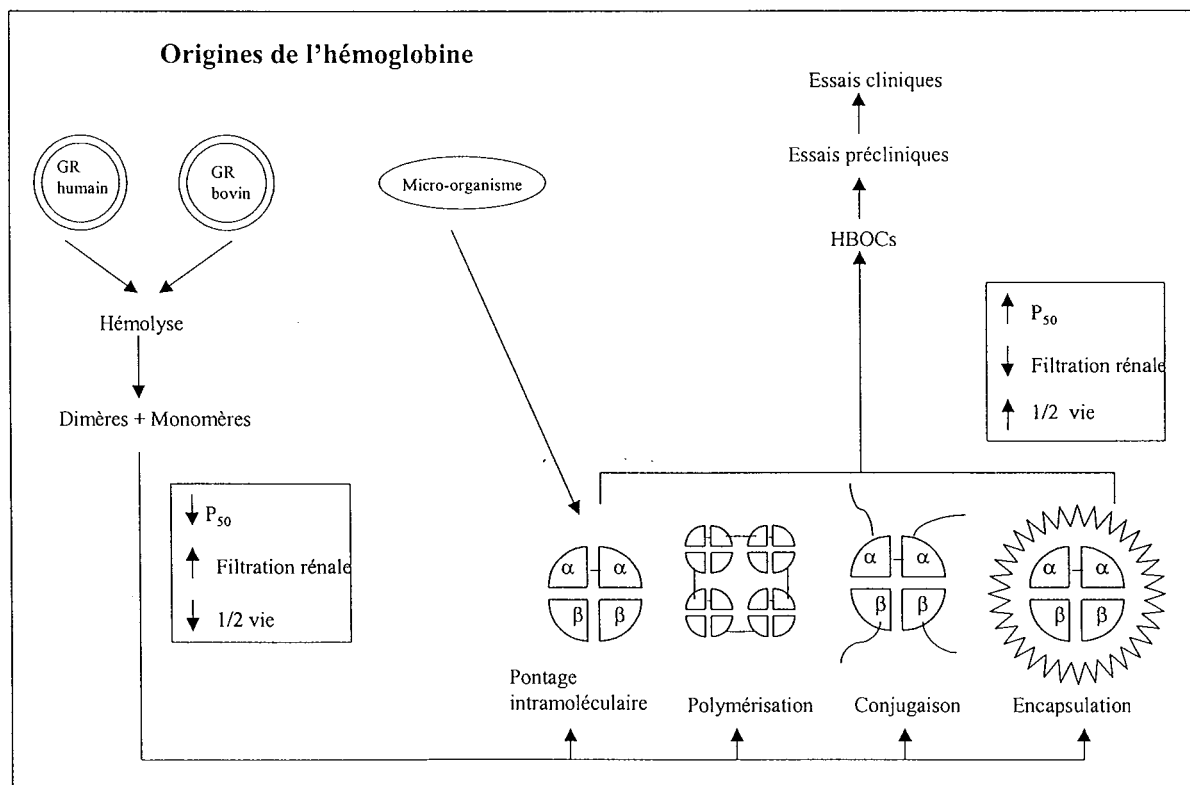 Origines de l'hémoglobine
GR
humain
GR
bovin
Micro-organisme
Essais cliniques
Essais précliniques
HBOCs
Hémolyse
Dimères + Monomères
↓ P₅₀
↑ Filtration rénale
↓ 1/2 vie
↑ P₅₀
↓ Filtration rénale
↑ 1/2 vie
α α
β β
α α
β β
α α
β β
Pontage
intramoléculaire
Polymérisation
Conjugaison
Encapsulation